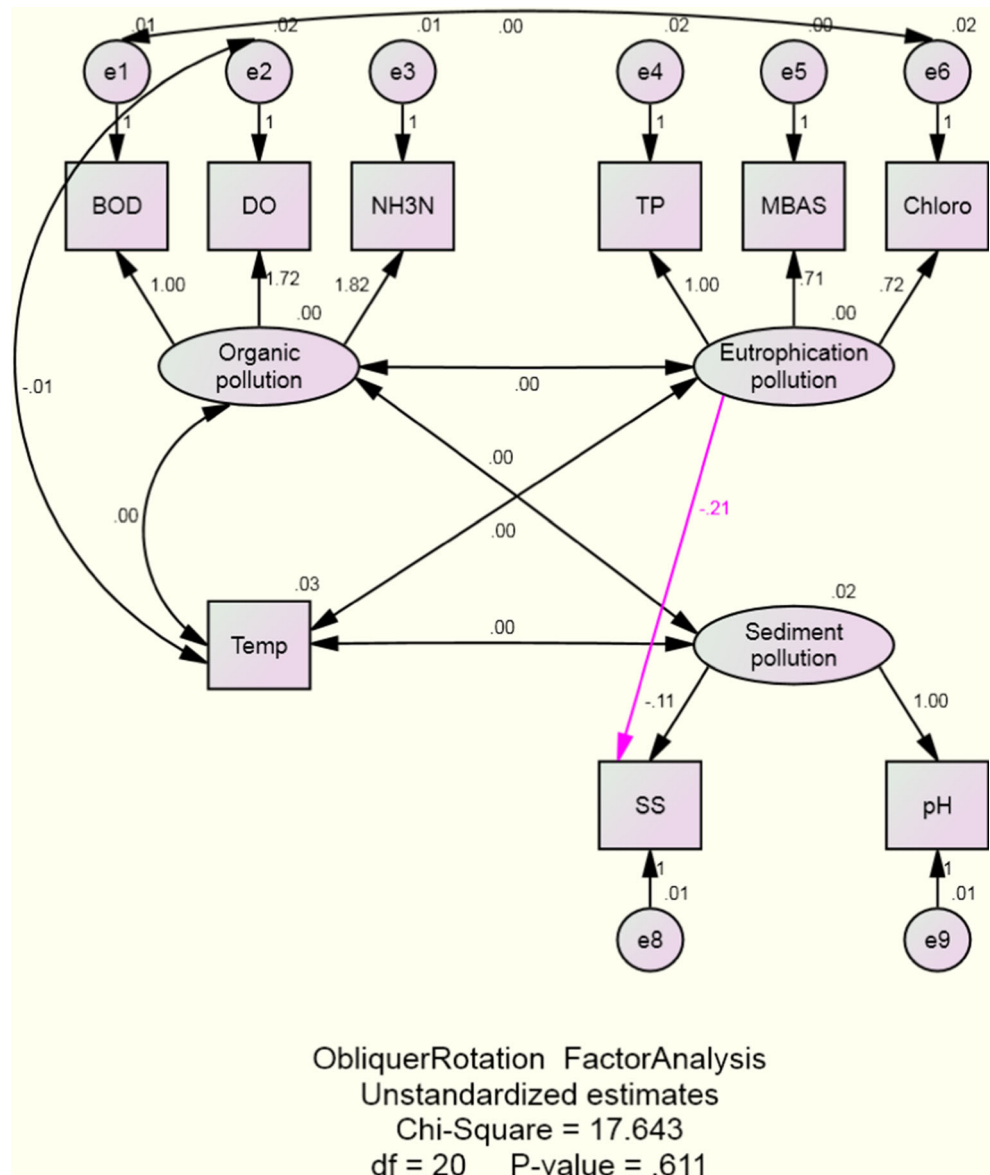 .01 .02 .01 .00 .02 .00 .02
e1 e2 e3 e4 e5 e6
1 1 1 1 1 1
BOD DO NH3N TP MBAS Chloro
1.00 1.72 1.82 1.00 .71 .72
.00 .00
Organic
pollution
Eutrophication
pollution
-.01
.00
.00
.00
.00
-.21
.03
.02
Temp
.00
Sediment
pollution
-.11 1.00
SS pH
1 1
.01 .01
e8 e9
ObliquerRotation FactorAnalysis
Unstandardized estimates
Chi-Square = 17.643
df = 20 P-value = .611